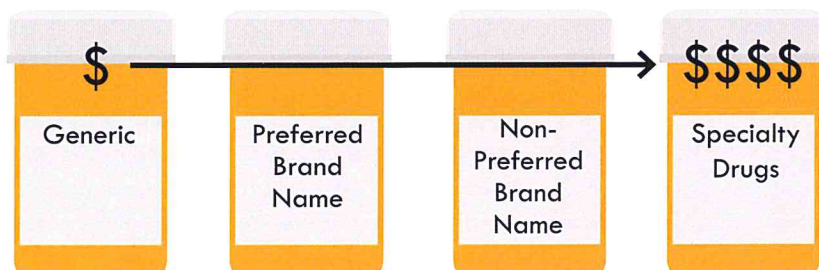 $
$$$$
Generic
Preferred
Brand
Name
Non-
Preferred
Brand
Name
Specialty
Drugs